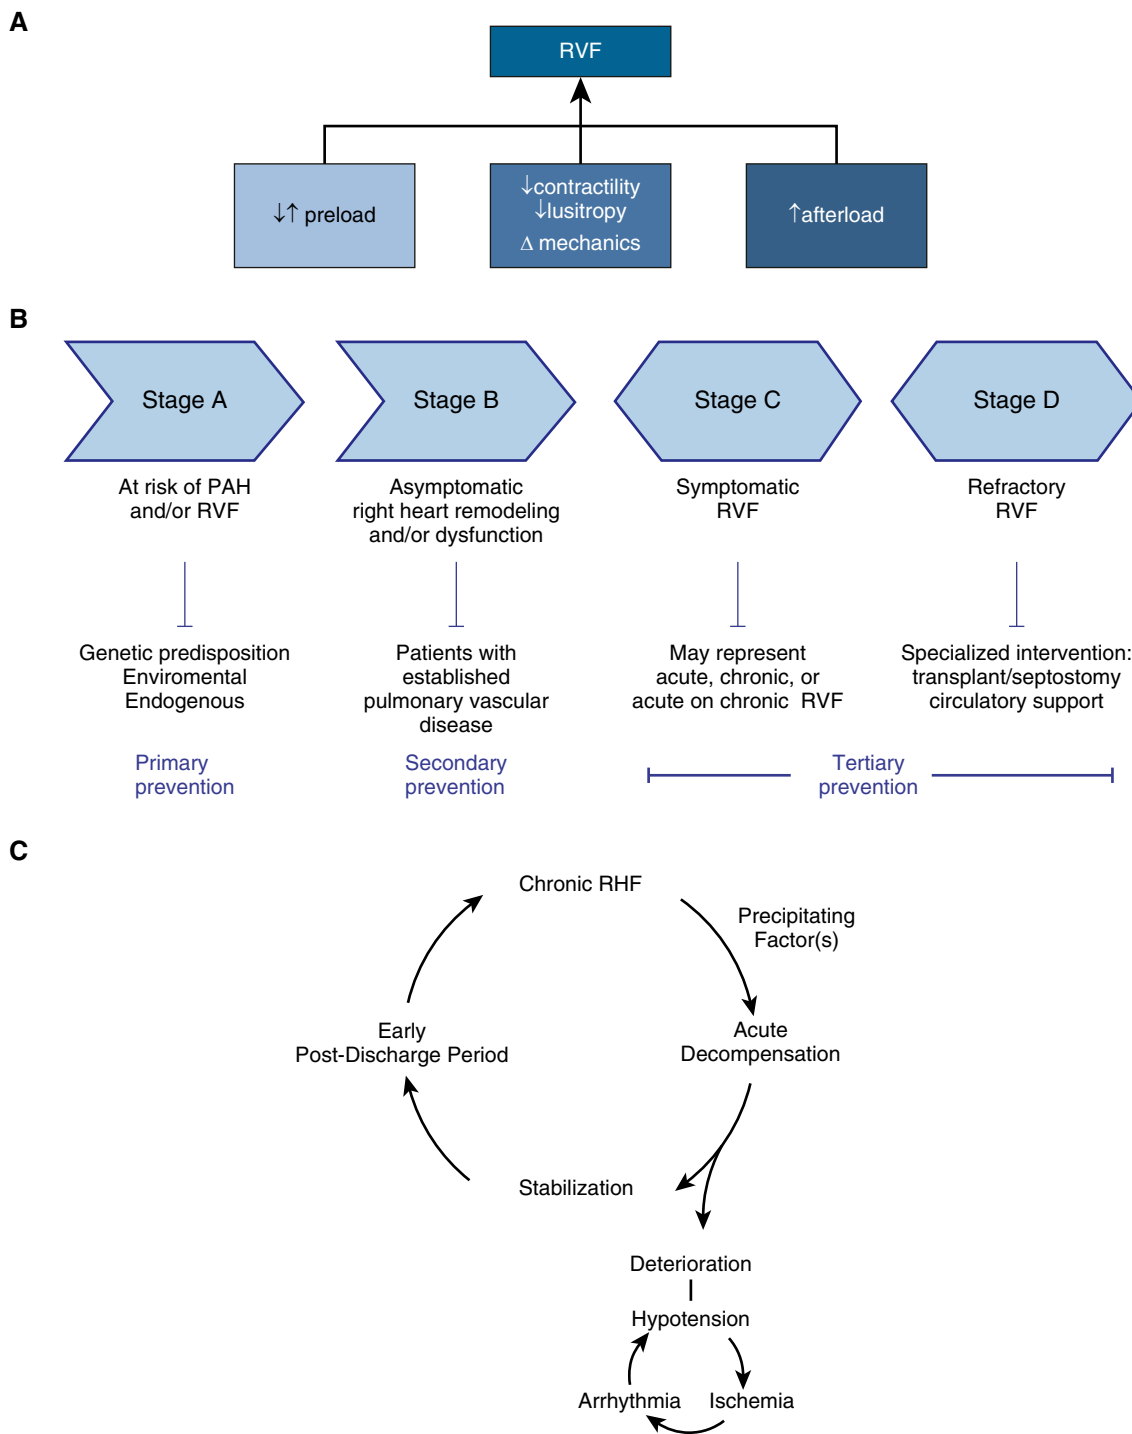 A
RVF
↓↑ preload
↓contractility
↓lusitropy
Δ mechanics
↑afterload
B
Stage A
Stage B
Stage C
Stage D
At risk of PAH
and/or RVF
Asymptomatic
right heart remodeling
and/or dysfunction
Symptomatic
RVF
Refractory
RVF
Genetic predisposition
Enviromental
Endogenous
Patients with
established
pulmonary vascular
disease
May represent
acute, chronic, or
acute on chronic RVF
Specialized intervention:
transplant/septostomy
circulatory support
Primary
prevention
Secondary
prevention
Tertiary
prevention
C
Chronic RHF
Precipitating
Factor(s)
Early
Post-Discharge Period
Acute
Decompensation
Stabilization
Deterioration
Hypotension
Arrhythmia
Ischemia